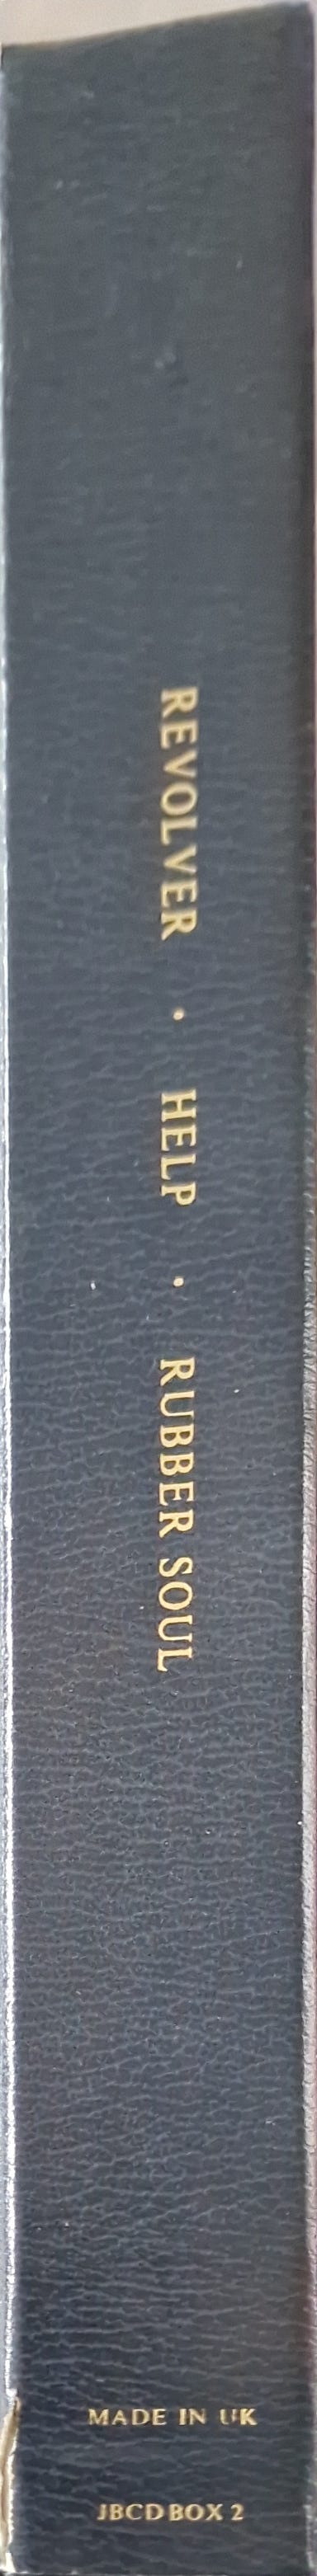 REVOLVER • HELP • RUBBER SOUL
MADE IN UK
JBCD BOX 2